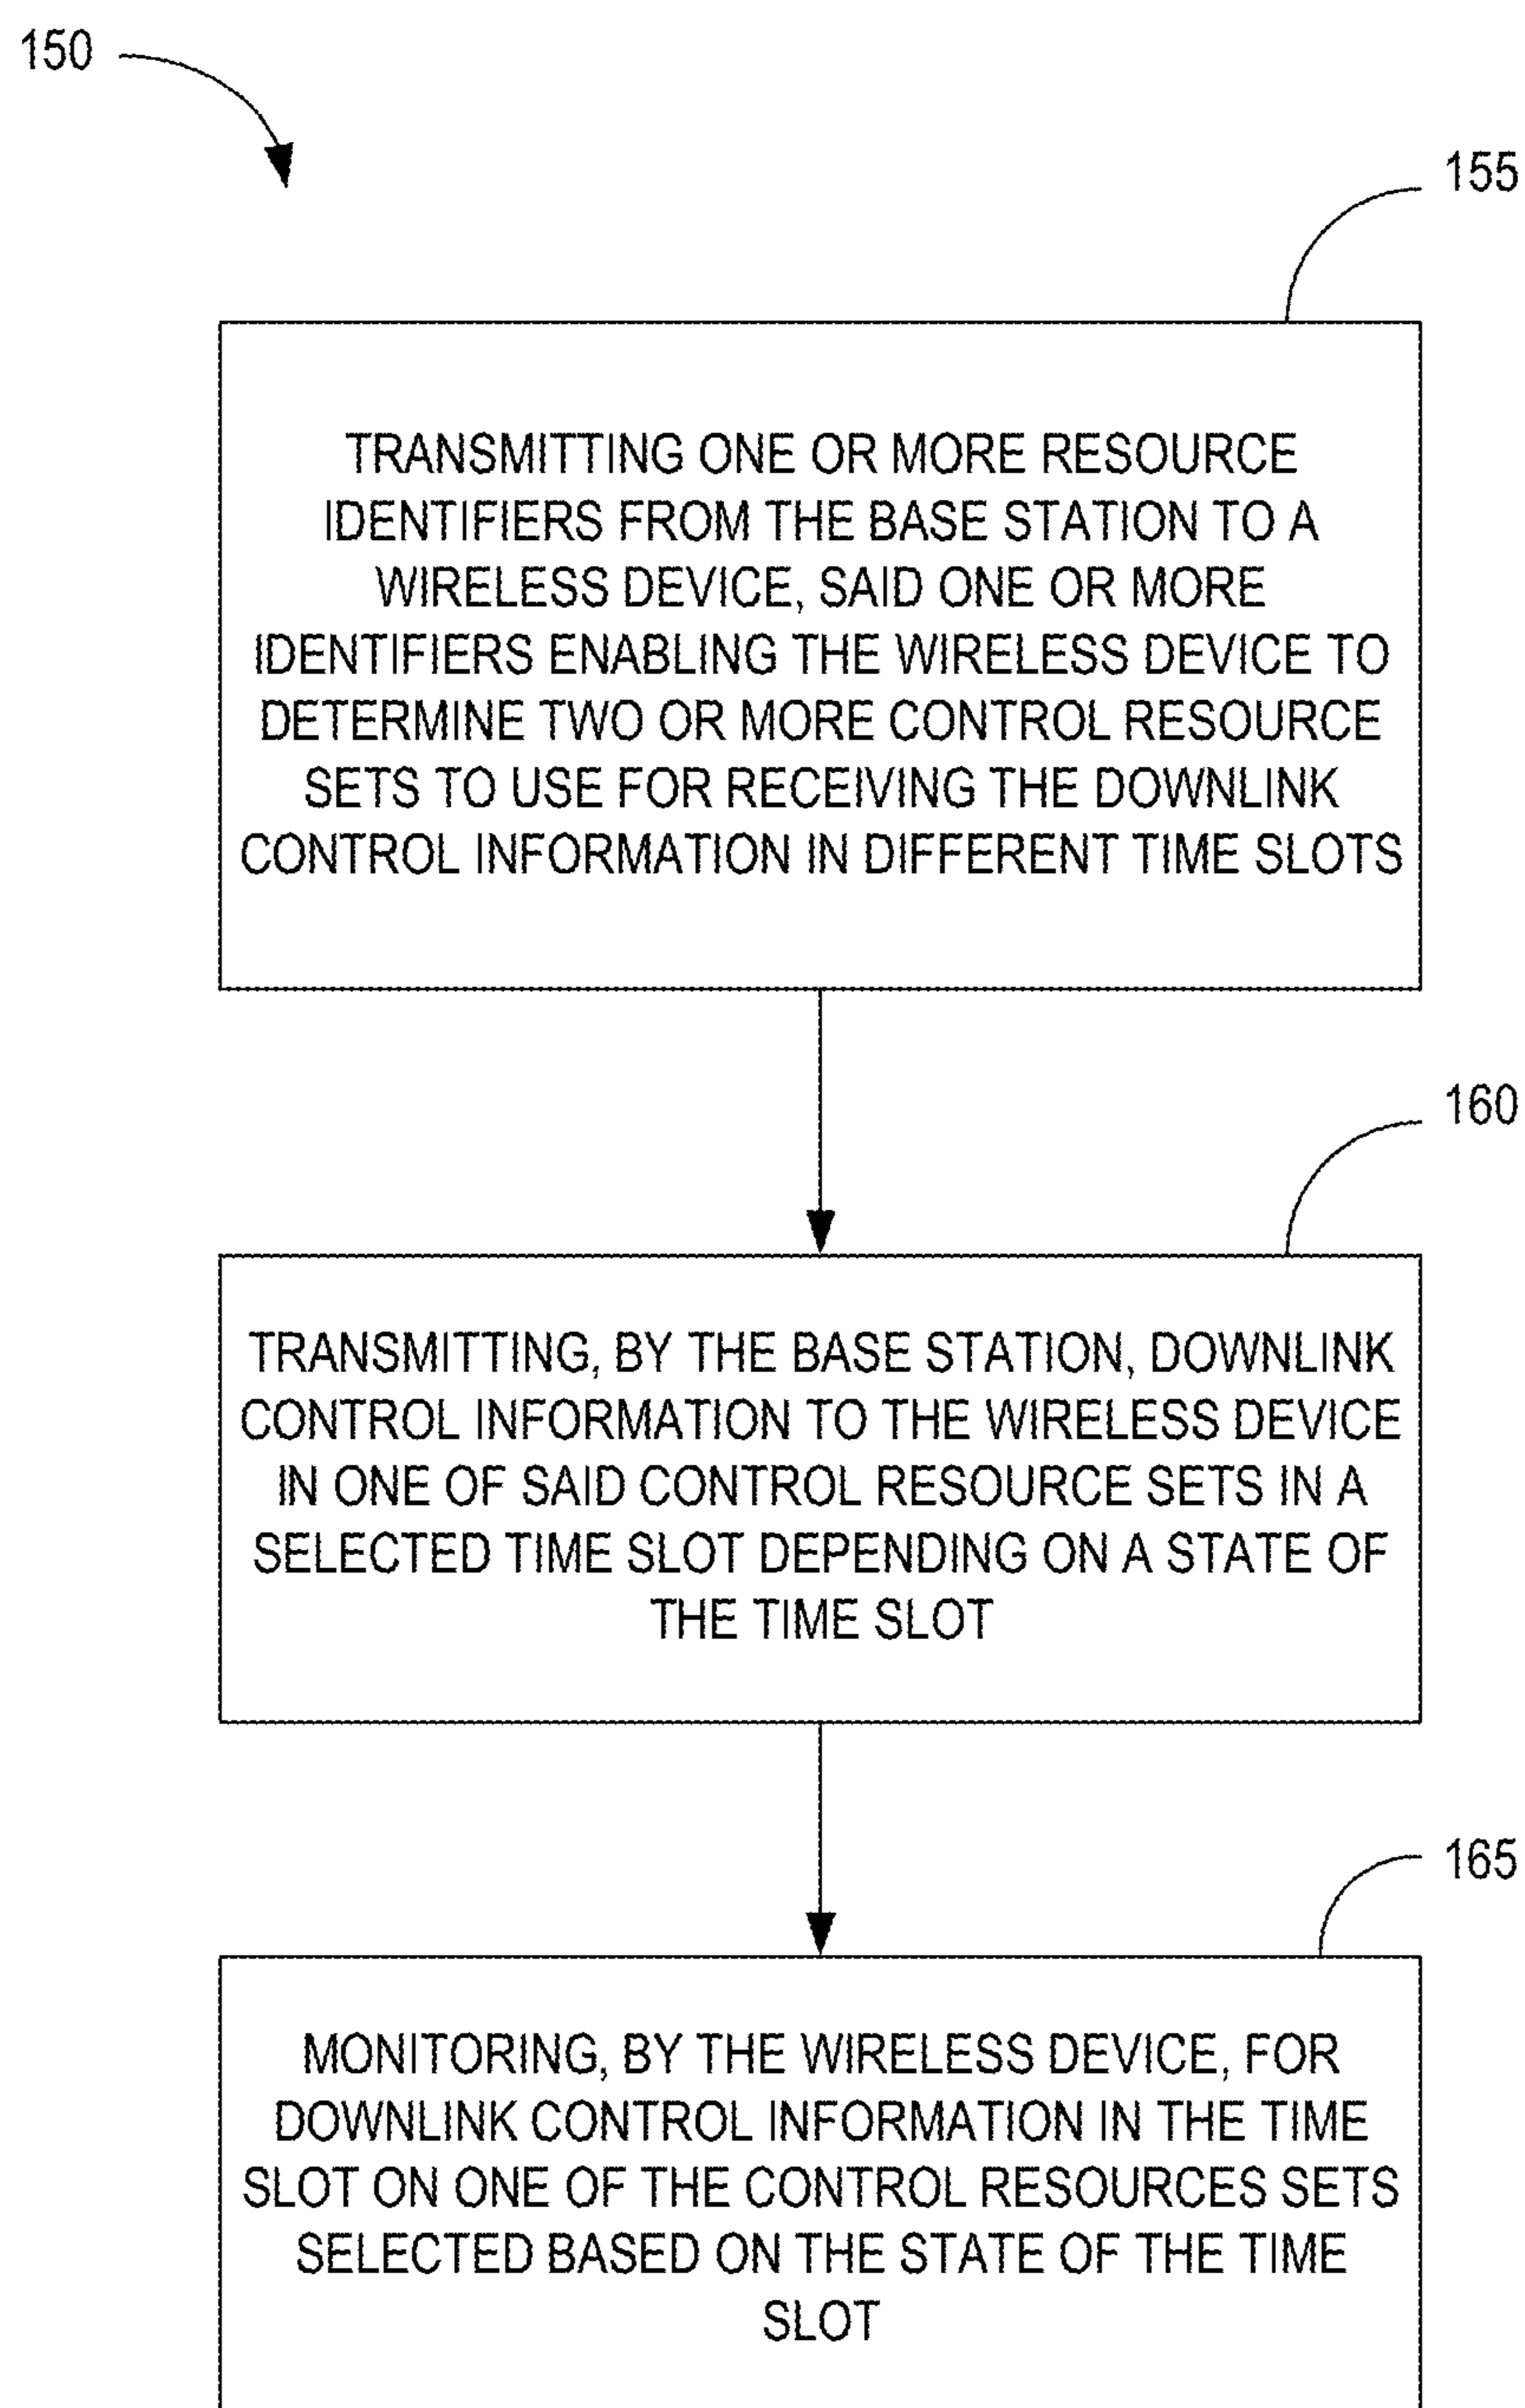 150
155
TRANSMITTING ONE OR MORE RESOURCE
IDENTIFIERS FROM THE BASE STATION TO A
WIRELESS DEVICE, SAID ONE OR MORE
IDENTIFIERS ENABLING THE WIRELESS DEVICE TO
DETERMINE TWO OR MORE CONTROL RESOURCE
SETS TO USE FOR RECEIVING THE DOWNLINK
CONTROL INFORMATION IN DIFFERENT TIME SLOTS
160
TRANSMITTING, BY THE BASE STATION, DOWNLINK
CONTROL INFORMATION TO THE WIRELESS DEVICE
IN ONE OF SAID CONTROL RESOURCE SETS IN A
SELECTED TIME SLOT DEPENDING ON A STATE OF
THE TIME SLOT
165
MONITORING, BY THE WIRELESS DEVICE, FOR
DOWNLINK CONTROL INFORMATION IN THE TIME
SLOT ON ONE OF THE CONTROL RESOURCES SETS
SELECTED BASED ON THE STATE OF THE TIME
SLOT